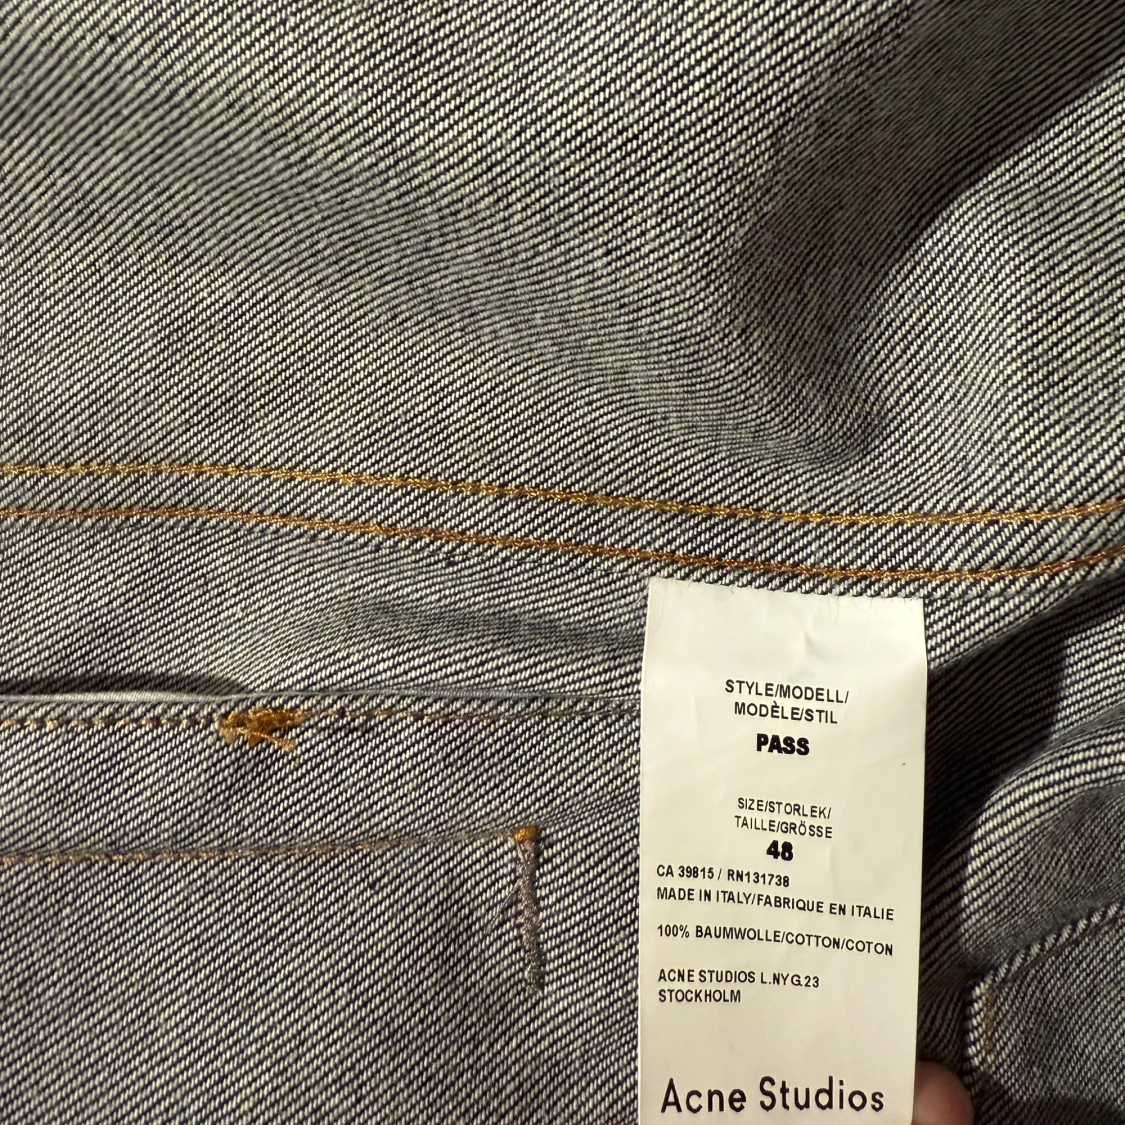 STYLE/MODELL/
MODÈLE/STIL
PASS
SIZE/STORLEK/
TAILLE/GRÖSSE
48
CA 39815 / RN131738
MADE IN ITALY/FABRIQUE EN ITALIE
100% BAUMWOLLE/COTTON/COTON
ACNE STUDIOS L.NYG.23
STOCKHOLM
Acne Studios